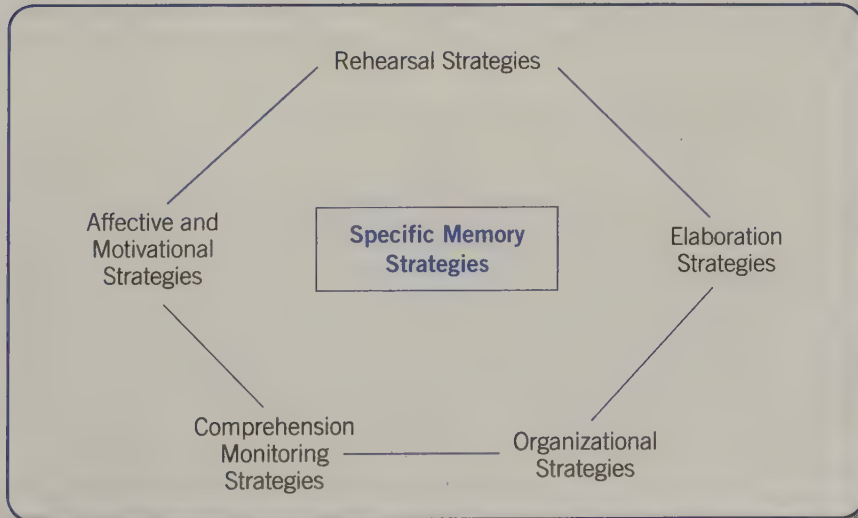 Rehearsal Strategies
Affective and
Motivational
Strategies
Specific Memory
Strategies
Elaboration
Strategies
Comprehension
Monitoring
Strategies
Organizational
Strategies